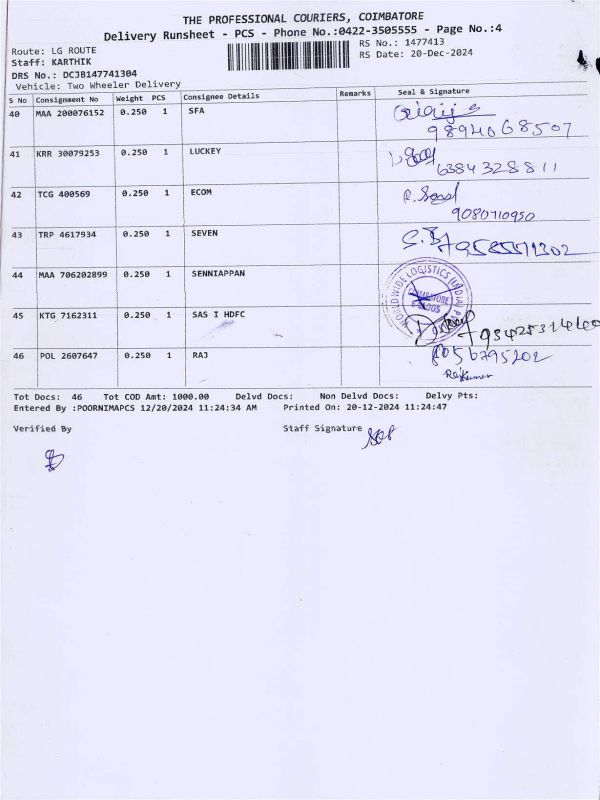 THE PROFESSIONAL COURIERS, COIMBATORE
Delivery Runsheet - PCS - Phone No.:0422-3505555 - Page No.:4
Route: LG ROUTE
RS No.: 1477413
Staff: KARTHIK
RS Date: 20-Dec-2024
DRS No.: DCJB147741304
Vehicle: Two Wheeler Delivery
S No Consignment No Weight PCS Consignee Details Remarks Seal & Signature
40 MAA 200076152 0.250 1 SFA
9894068507
41 KRR 30079253 0.250 1 LUCKEY
6384328811
42 TCG 400569 0.250 1 ECOM
9080710950
43 TRP 4617934 0.250 1 SEVEN
44 MAA 706202899 0.250 1 SENNIAPPAN
WORLDWIDE LOGISTICS (INDIA)
COIMBATORE
45 KTG 7162311 0.250 1 SAS I HDFC
46 POL 2607647 0.250 1 RAJ
8056795202
Rajkumar
Tot Docs: 46 Tot COD Amt: 1000.00 Delvd Docs: Non Delvd Docs: Delvy Pts:
Entered By :POORNIMAPCS 12/20/2024 11:24:34 AM Printed On: 20-12-2024 11:24:47
Verified By Staff Signature